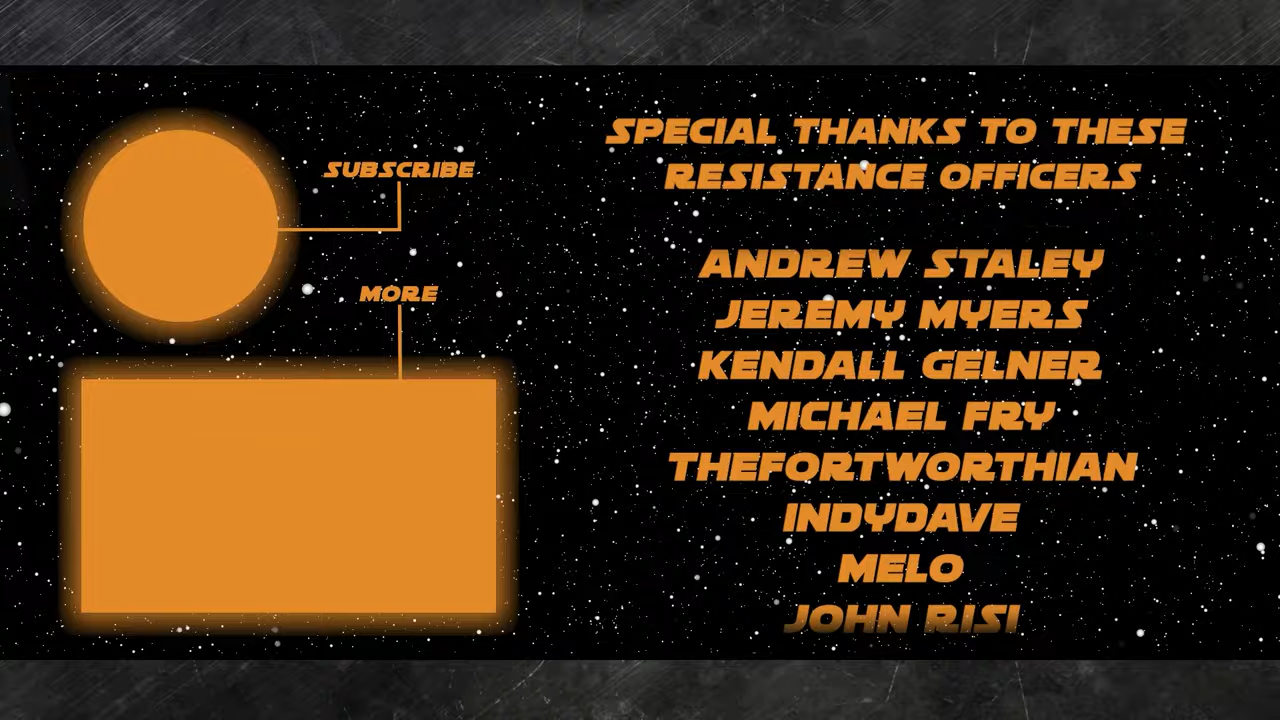 SUBSCRIBE
MORE
SPECIAL THANKS TO THESE
RESISTANCE OFFICERS
ANDREW STALEY
JEREMY MYERS
KENDALL GELNER
MICHAEL FRY
THEFORTWORTHIAN
INDYDAVE
MELO
JOHN RISI